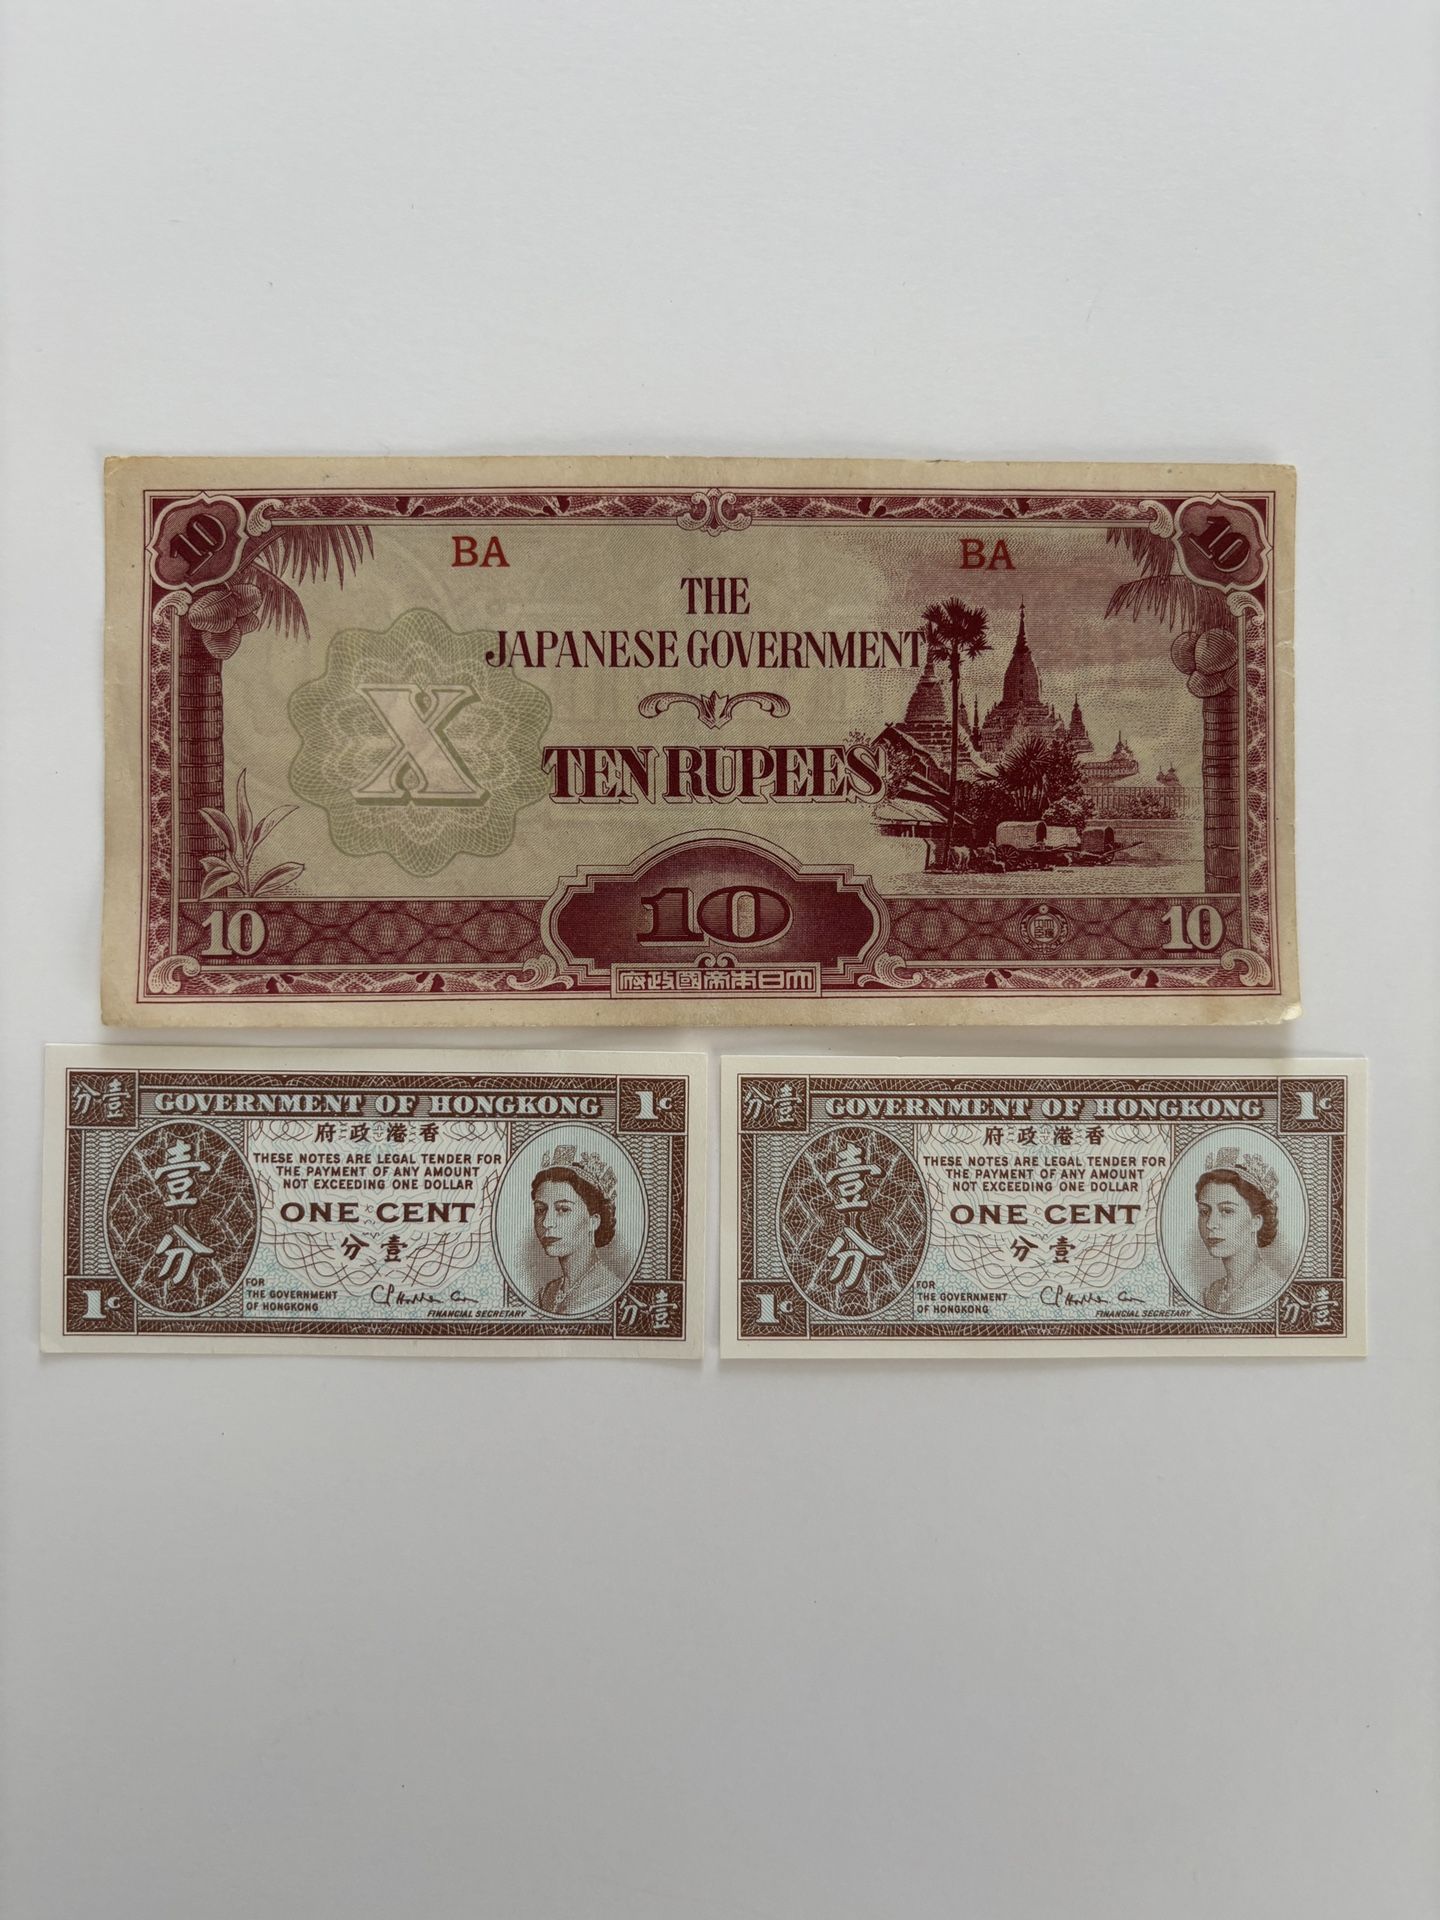 10
BA
BA
10
THE
JAPANESE GOVERNMENT
X
TEN RUPEES
10
10
10
府政國帝本日大
分壹
GOVERNMENT OF HONGKONG
1c
府政港香
壹分
THESE NOTES ARE LEGAL TENDER FOR
THE PAYMENT OF ANY AMOUNT
NOT EXCEEDING ONE DOLLAR
ONE CENT
分壹
FOR
THE GOVERNMENT
OF HONGKONG
FINANCIAL SECRETARY
1c
分壹
分壹
GOVERNMENT OF HONGKONG
1c
府政港香
壹分
THESE NOTES ARE LEGAL TENDER FOR
THE PAYMENT OF ANY AMOUNT
NOT EXCEEDING ONE DOLLAR
ONE CENT
分壹
FOR
THE GOVERNMENT
OF HONGKONG
FINANCIAL SECRETARY
1c
分壹